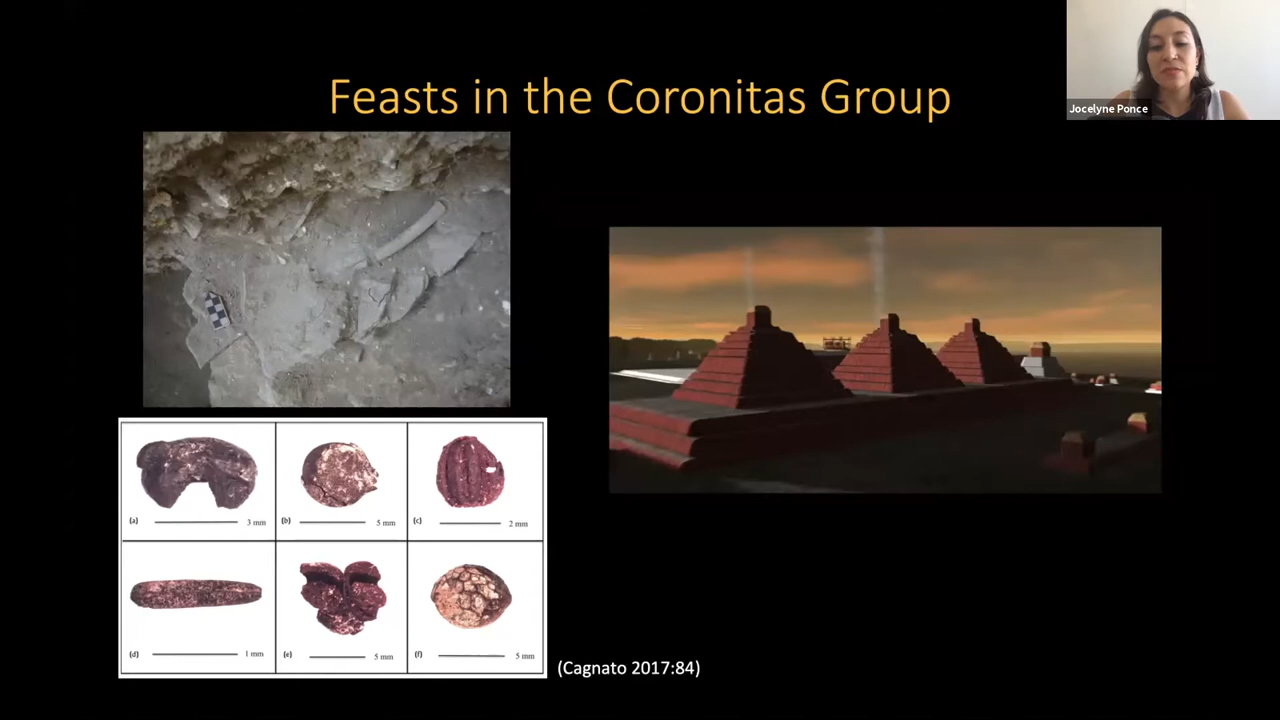 Jocelyne Ponce
Feasts in the Coronitas Group
(a) 3 mm
(b) 5 mm
(c) 2 mm
(d) 1 mm
(e) 5 mm
(f) 5 mm
(Cagnato 2017:84)